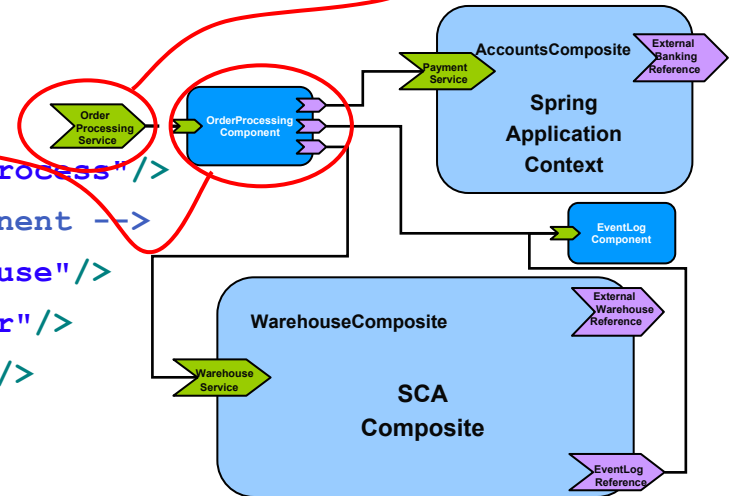 AccountsComposite
External
Banking
Reference
Payment
Service
Spring
Application
Context
Order
Processing
Service
OrderProcessing
Component
rocess"/>
nent -->
use"/>
r"/>
/>
EventLog
Component
External
Warehouse
Reference
WarehouseComposite
Warehouse
Service
SCA
Composite
EventLog
Reference